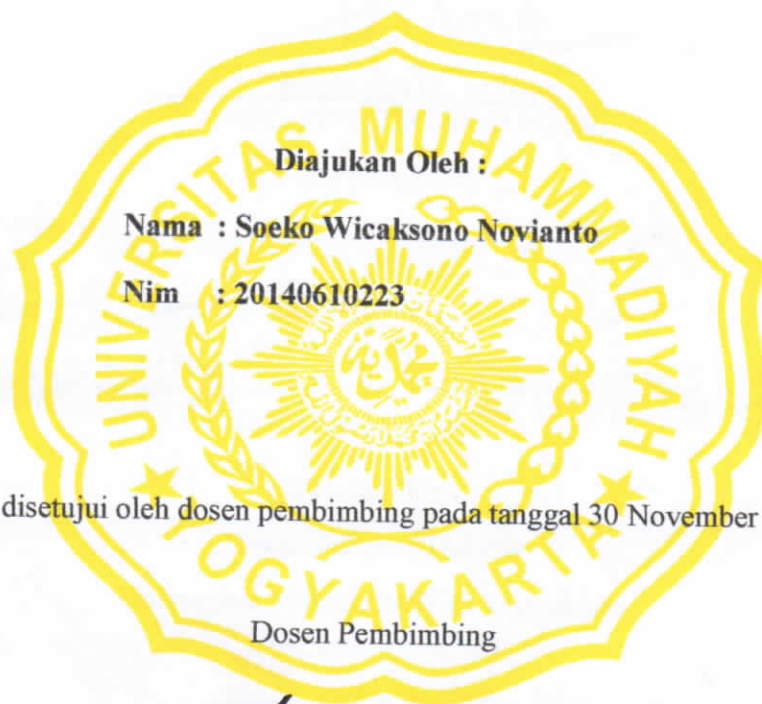 UNIVERSITAS MUHAMMADIYAH
Diajukan Oleh :
Nama : Soeko Wicaksono Novianto
Nim : 20140610223
disetujui oleh dosen pembimbing pada tanggal 30 November
YOGYAKARTA
Dosen Pembimbing